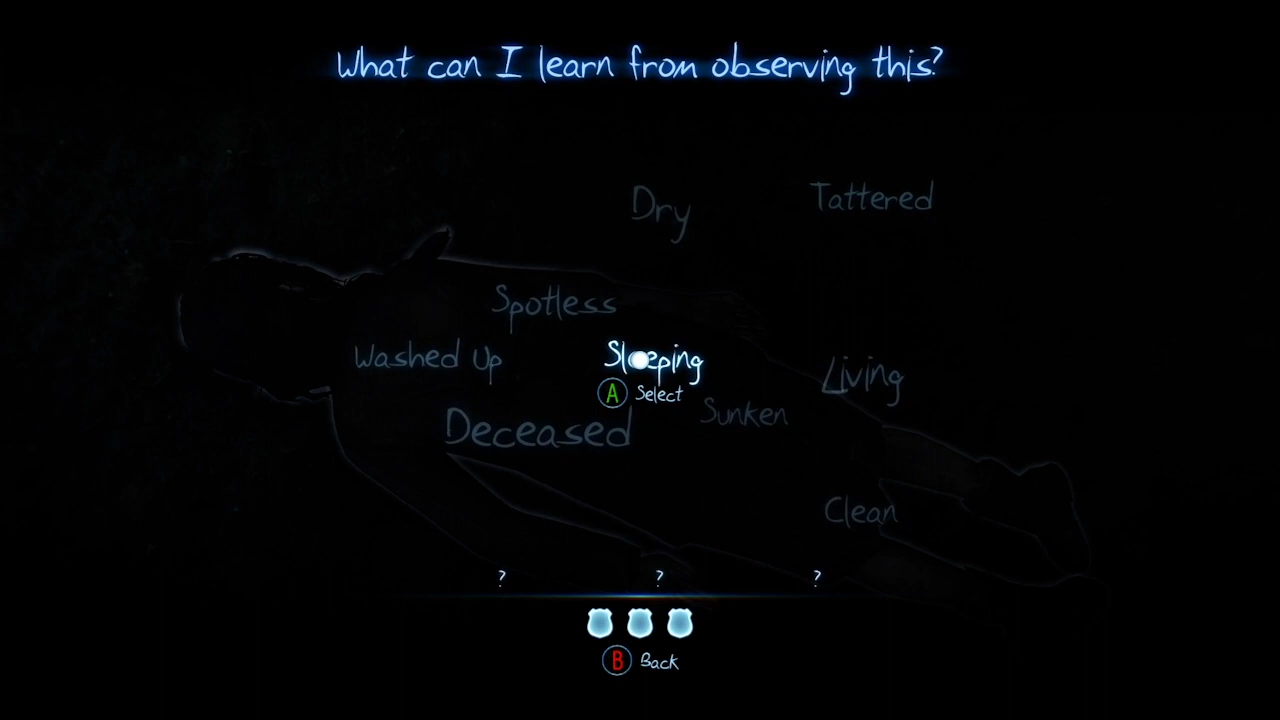 What can I learn from observing this?
Dry
Tattered
Spotless
Washed Up
Sleeping
Living
A Select
Sunken
Deceased
Clean
? ? ?
B Back